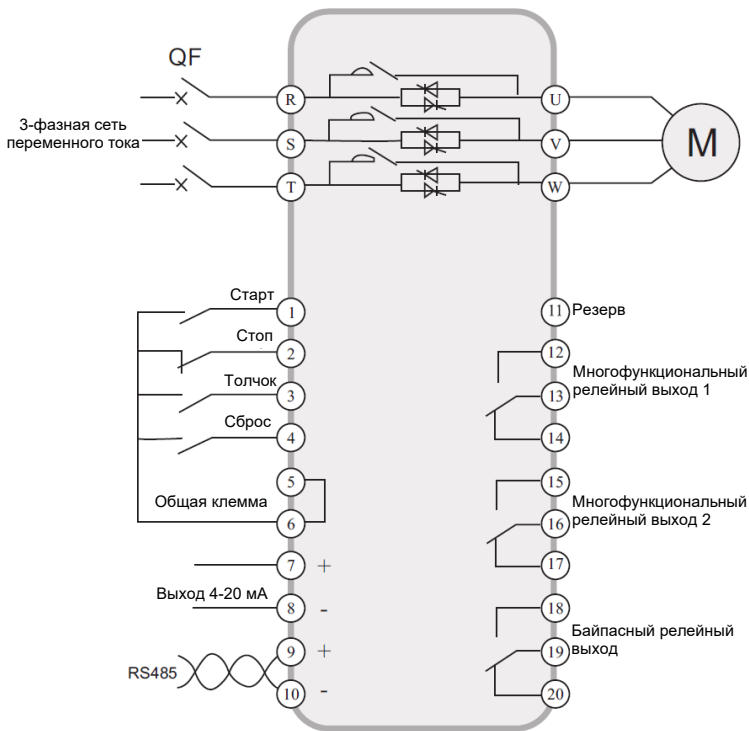 QF
3-фазная сеть
переменного тока
R
U
S
V
T
W
M
Старт
1
Стоп
2
Толчок
3
Сброс
4
5
Общая клемма
6
7 +
Выход 4-20 мА
8 -
9 +
RS485
10 -
11 Резерв
12
Многофункциональный
13 релейный выход 1
14
15
Многофункциональный
16 релейный выход 2
17
18
Байпасный релейный
19 выход
20